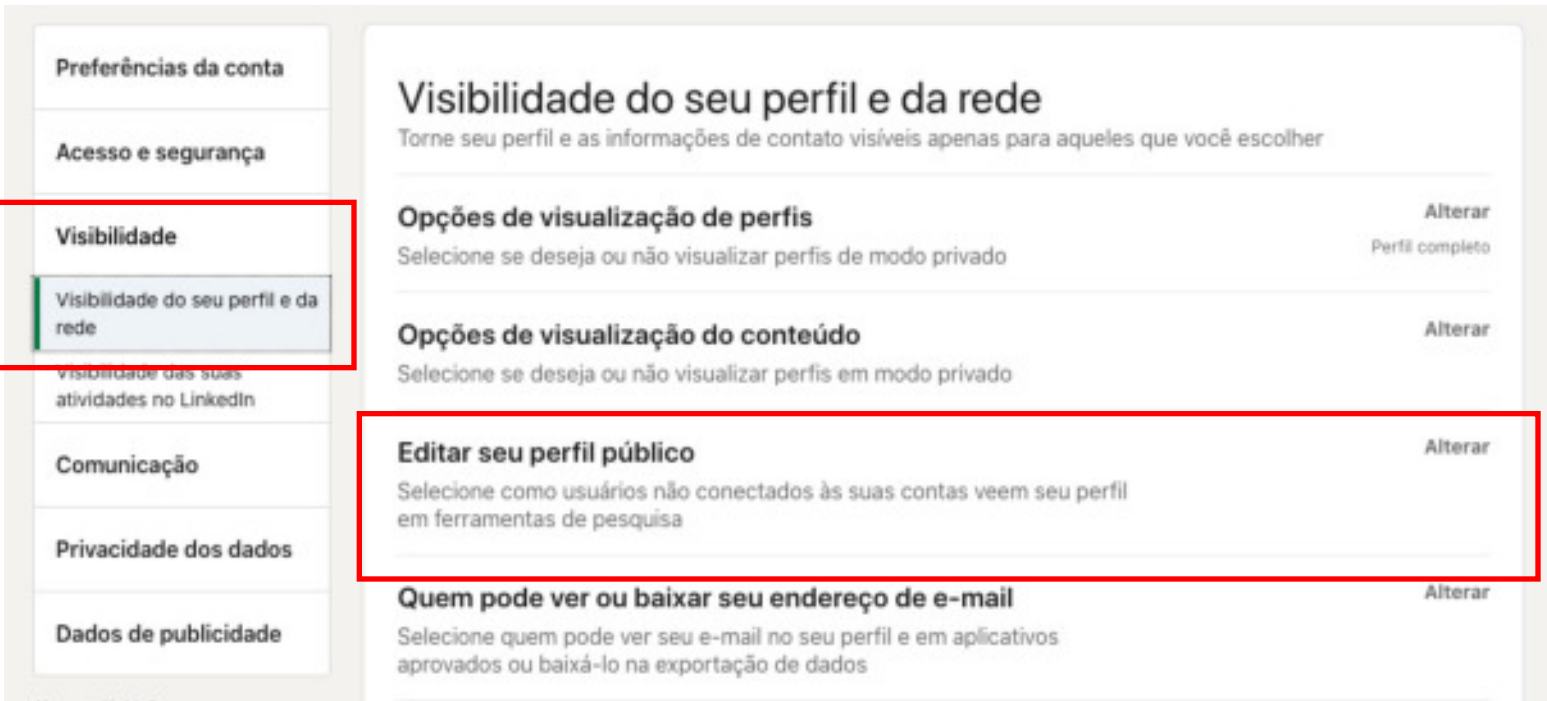 Preferências da conta
Acesso e segurança
Visibilidade
Visibilidade do seu perfil e da
rede
Visibilidade das suas
atividades no LinkedIn
Comunicação
Privacidade dos dados
Dados de publicidade
Visibilidade do seu perfil e da rede
Torne seu perfil e as informações de contato visíveis apenas para aqueles que você escolher
Opções de visualização de perfis
Alterar
Selecione se deseja ou não visualizar perfis de modo privado
Perfil completo
Opções de visualização do conteúdo
Alterar
Selecione se deseja ou não visualizar perfis em modo privado
Editar seu perfil público
Alterar
Selecione como usuários não conectados às suas contas veem seu perfil
em ferramentas de pesquisa
Quem pode ver ou baixar seu endereço de e-mail
Alterar
Selecione quem pode ver seu e-mail no seu perfil e em aplicativos
aprovados ou baixá-lo na exportação de dados